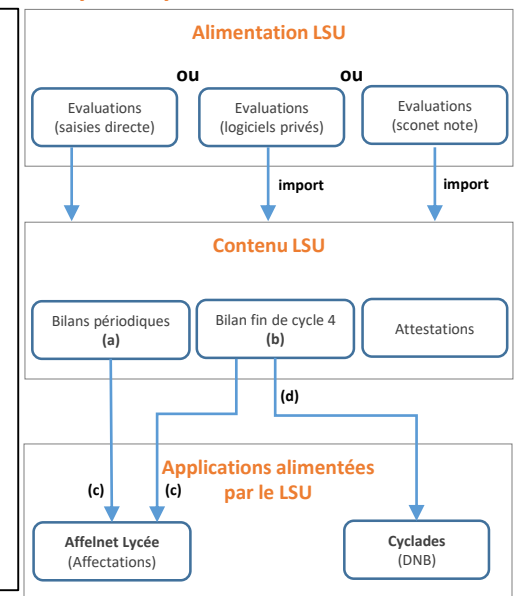 Alimentation LSU
ou
ou
Evaluations
(saisies directe)
Evaluations
(logiciels privés)
Evaluations
(sconet note)
import
import
Contenu LSU
Bilans périodiques
(a)
Bilan fin de cycle 4
(b)
Attestations
(d)
Applications alimentées
par le LSU
(c)
(c)
Affelnet Lycée
(Affectations)
Cyclades
(DNB)